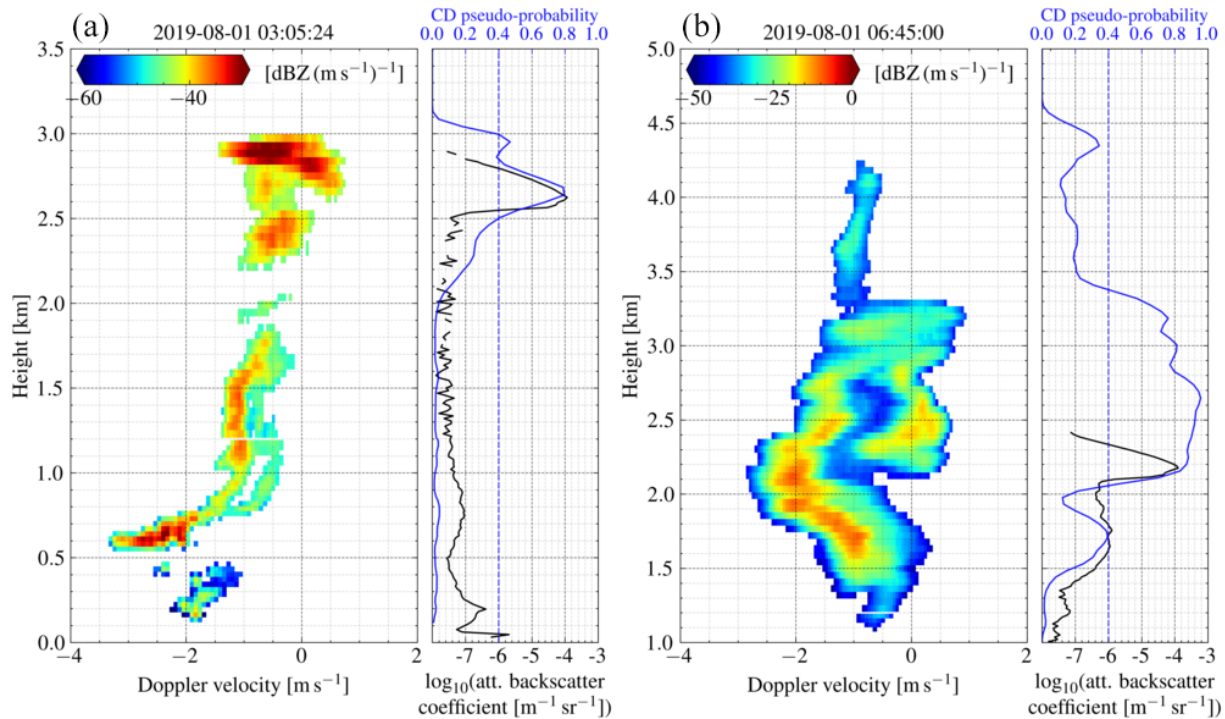 (a)
2019-08-01 03:05:24
CD pseudo-probability
0.0 0.2 0.4 0.6 0.8 1.0
[dBZ (m s⁻¹)⁻¹]
−60 −40
3.5
3.0
2.5
2.0
1.5
1.0
0.5
0.0
Height [km]
−4 −2 0 2
Doppler velocity [m s⁻¹]
-7 -6 -5 -4 -3
log₁₀(att. backscatter
coefficient [m⁻¹ sr⁻¹])
(b)
2019-08-01 06:45:00
CD pseudo-probability
0.0 0.2 0.4 0.6 0.8 1.0
[dBZ (m s⁻¹)⁻¹]
−50 −25 0
5.0
4.5
4.0
3.5
3.0
2.5
2.0
1.5
1.0
Height [km]
−4 −2 0 2
Doppler velocity [m s⁻¹]
-7 -6 -5 -4 -3
log₁₀(att. backscatter
coefficient [m⁻¹ sr⁻¹])